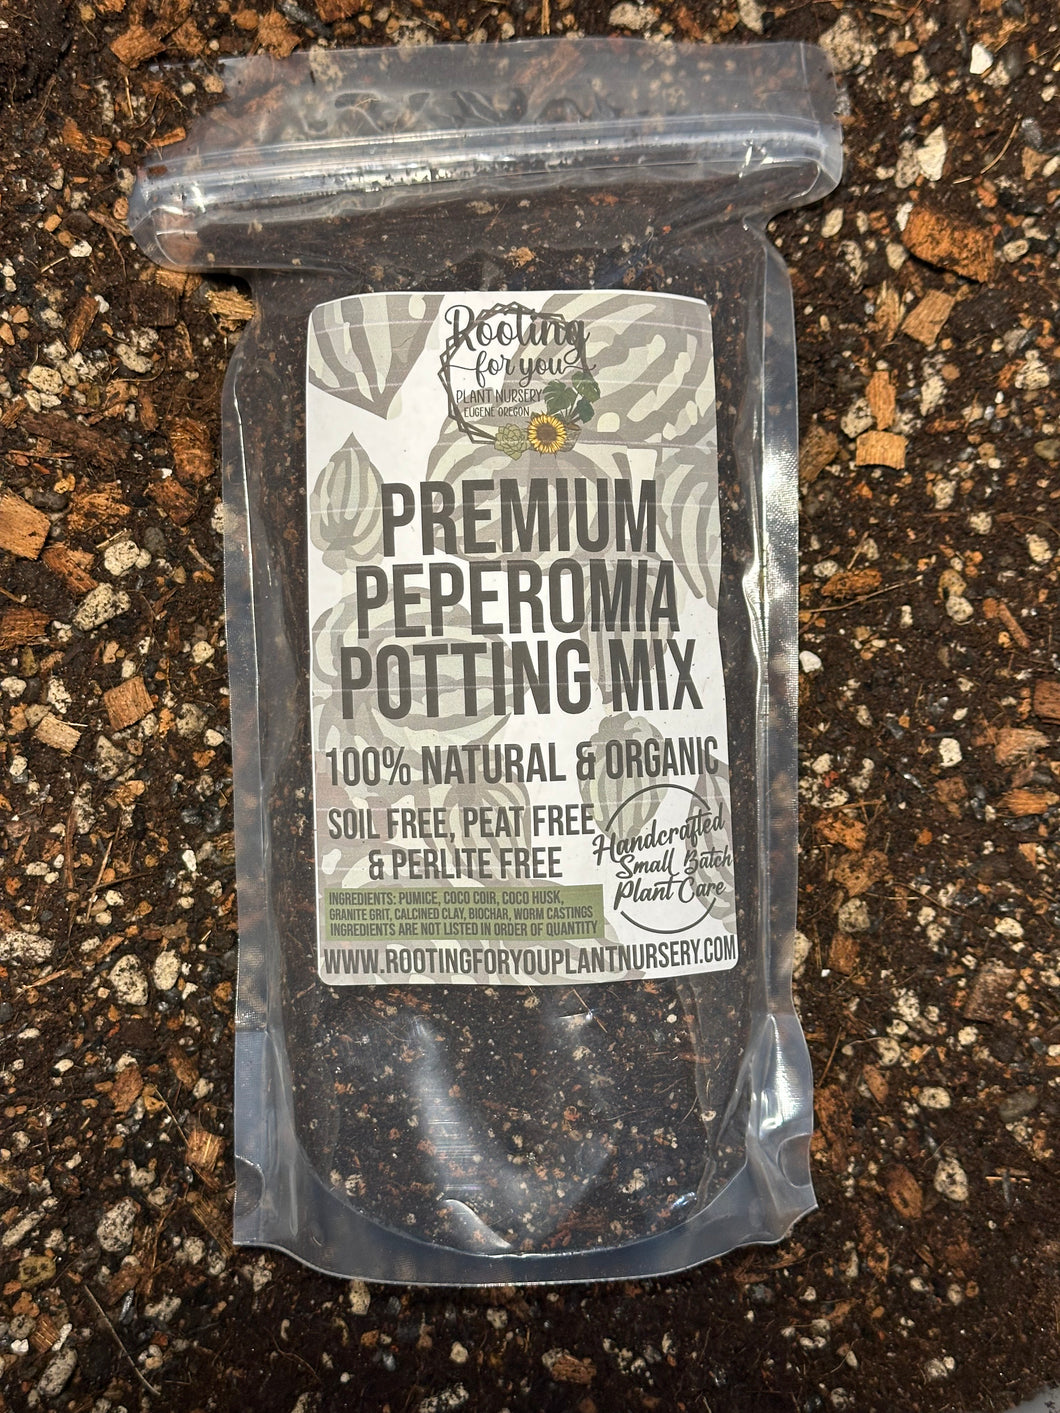 Rooting
for you
PLANT NURSERY
EUGENE OREGON
PREMIUM
PEPEROMIA
POTTING MIX
100% NATURAL & ORGANIC
SOIL FREE, PEAT FREE
& PERLITE FREE
Handcrafted
Small Batch
Plant Care
INGREDIENTS: PUMICE, COCO COIR, COCO HUSK,
GRANITE GRIT, CALCINED CLAY, BIOCHAR, WORM CASTINGS
INGREDIENTS ARE NOT LISTED IN ORDER OF QUANTITY
WWW.ROOTINGFORYOUPLANTNURSERY.COM